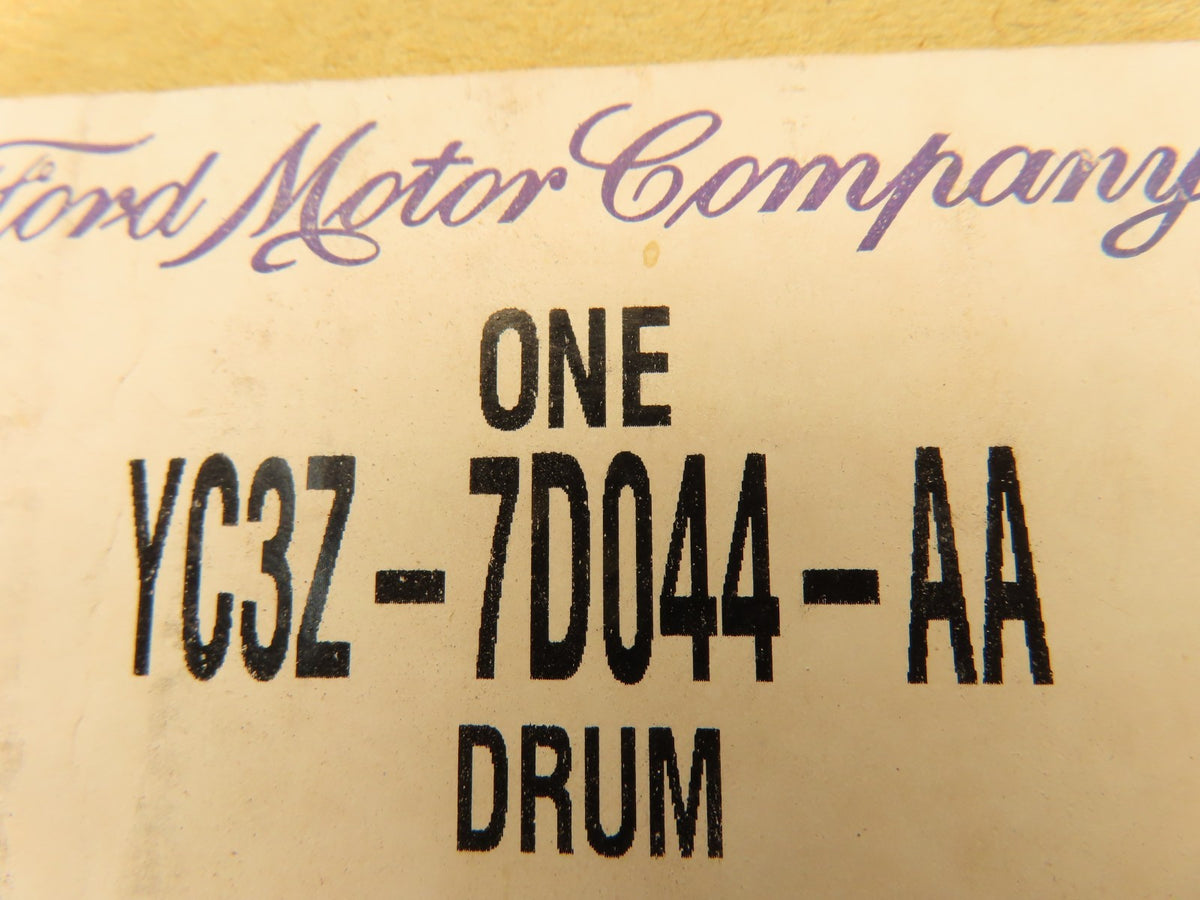 Ford Motor Company
ONE
YC3Z-7D044-AA
DRUM